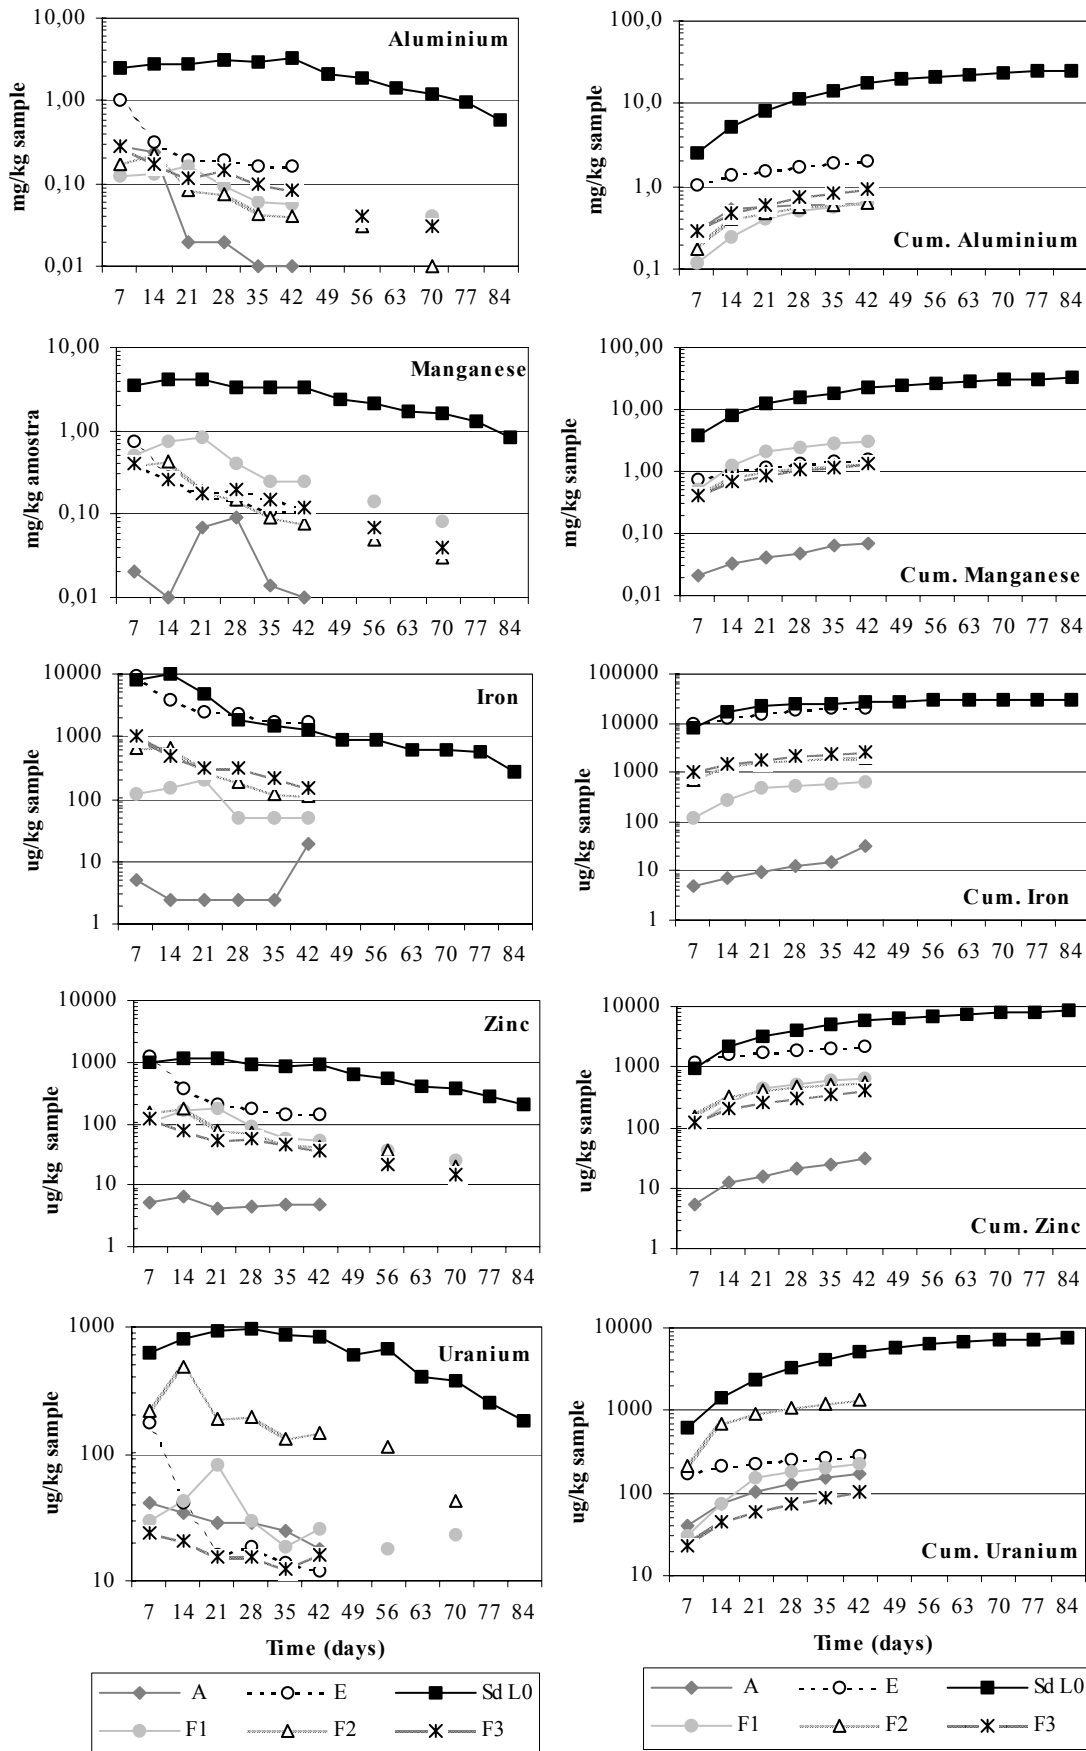 10,00
Aluminium
1,00
0,10
0,01
mg/kg sample
7 14 21 28 35 42 49 56 63 70 77 84
100,0
10,0
1,0
0,1
mg/kg sample
Cum. Aluminium
7 14 21 28 35 42 49 56 63 70 77 84
10,00
Manganese
1,00
0,10
0,01
mg/kg amostra
7 14 21 28 35 42 49 56 63 70 77 84
100,00
10,00
1,00
0,10
0,01
mg/kg sample
Cum. Manganese
7 14 21 28 35 42 49 56 63 70 77 84
10000
Iron
1000
100
10
1
ug/kg sample
7 14 21 28 35 42 49 56 63 70 77 84
100000
10000
1000
100
10
1
ug/kg sample
Cum. Iron
7 14 21 28 35 42 49 56 63 70 77 84
10000
Zinc
1000
100
10
1
ug/kg sample
7 14 21 28 35 42 49 56 63 70 77 84
10000
1000
100
10
1
ug/kg sample
Cum. Zinc
7 14 21 28 35 42 49 56 63 70 77 84
1000
Uranium
100
10
ug/kg sample
7 14 21 28 35 42 49 56 63 70 77 84
Time (days)
10000
1000
100
10
ug/kg sample
Cum. Uranium
7 14 21 28 35 42 49 56 63 70 77 84
Time (days)
A E Sd L0
F1 F2 F3
A E Sd L0
F1 F2 F3